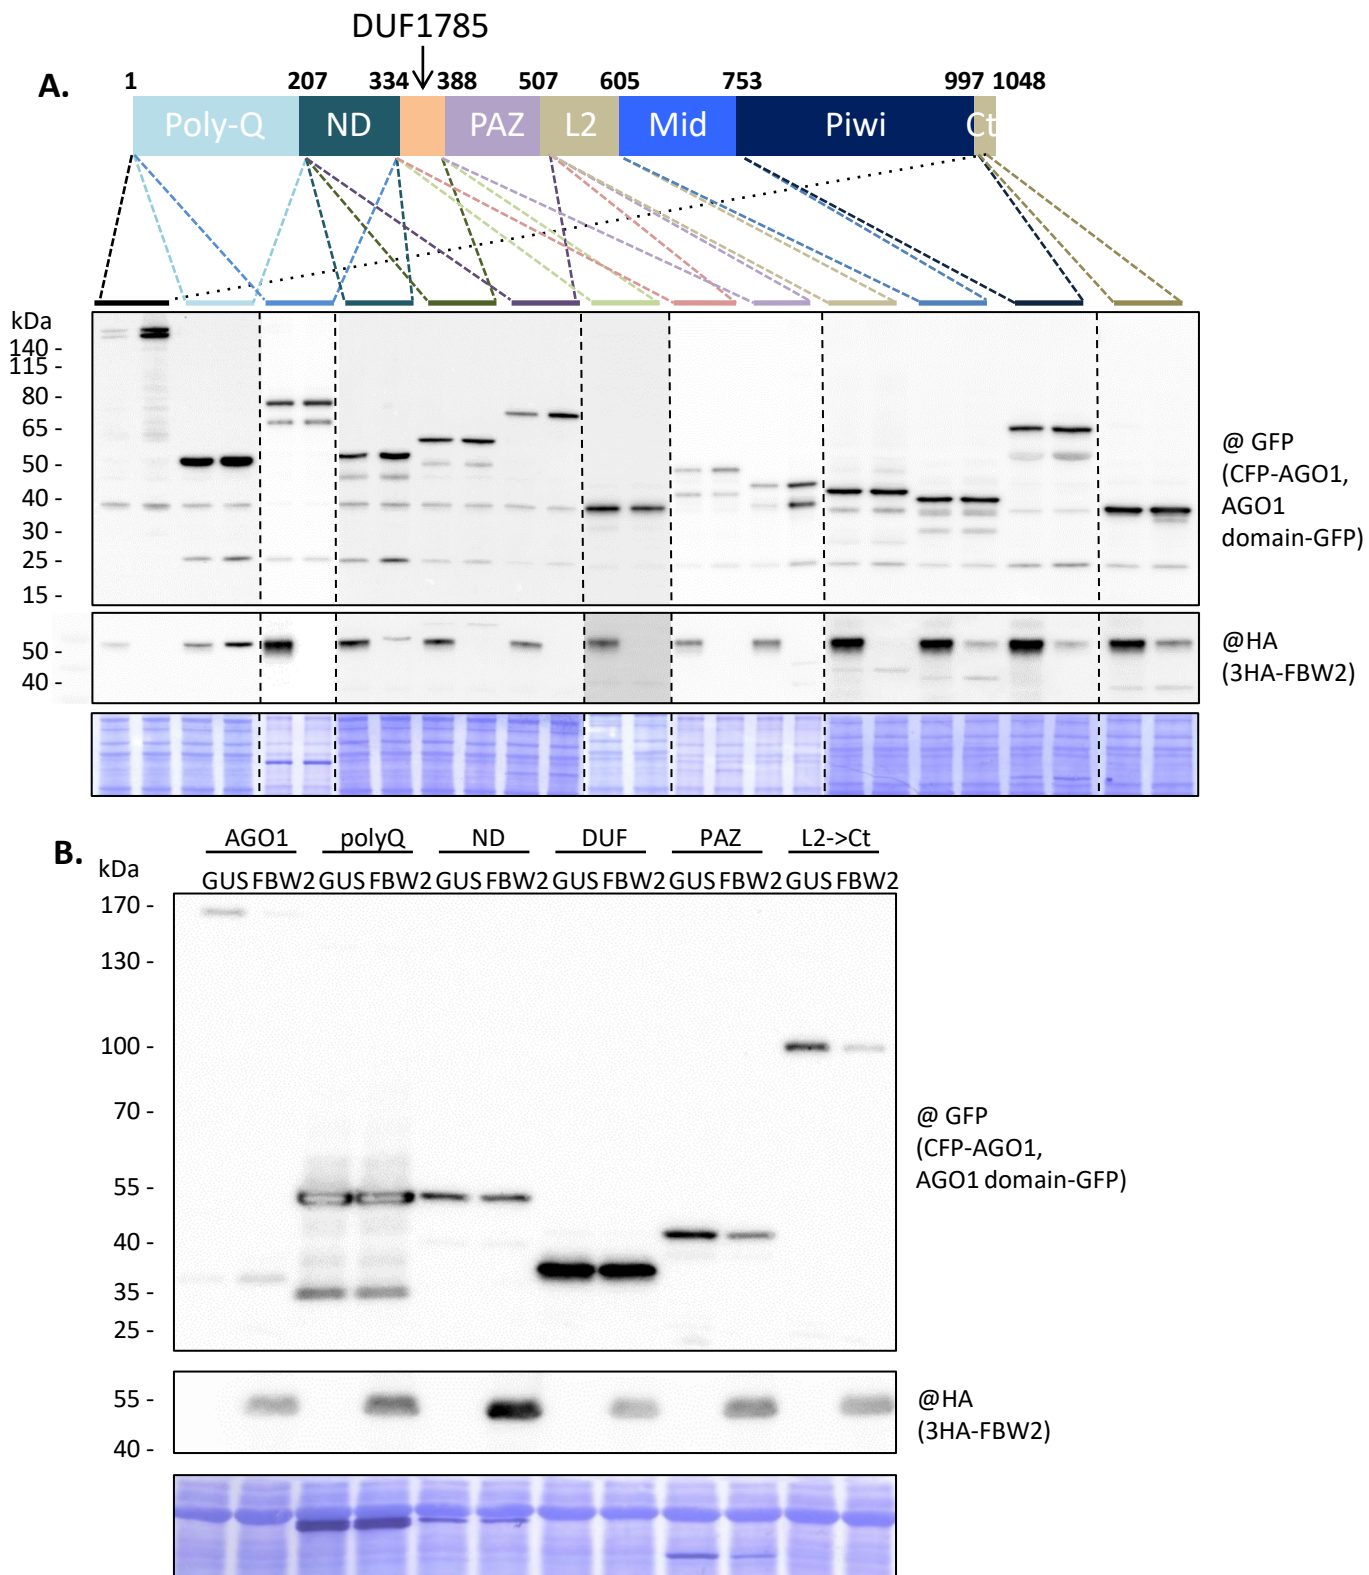 DUF1785
A.
1 207 334 388 507 605 753 997 1048
Poly-Q ND PAZ L2 Mid Piwi Ct
kDa
140 -
115 -
80 -
65 -
50 -
40 -
30 -
25 -
15 -
@ GFP
(CFP-AGO1,
AGO1
domain-GFP)
50 -
40 -
@HA
(3HA-FBW2)
B.
AGO1 polyQ ND DUF PAZ L2->Ct
kDa
GUS FBW2 GUS FBW2 GUS FBW2 GUS FBW2 GUS FBW2 GUS FBW2
170 -
130 -
100 -
70 -
55 -
40 -
35 -
25 -
@ GFP
(CFP-AGO1,
AGO1 domain-GFP)
55 -
40 -
@HA
(3HA-FBW2)